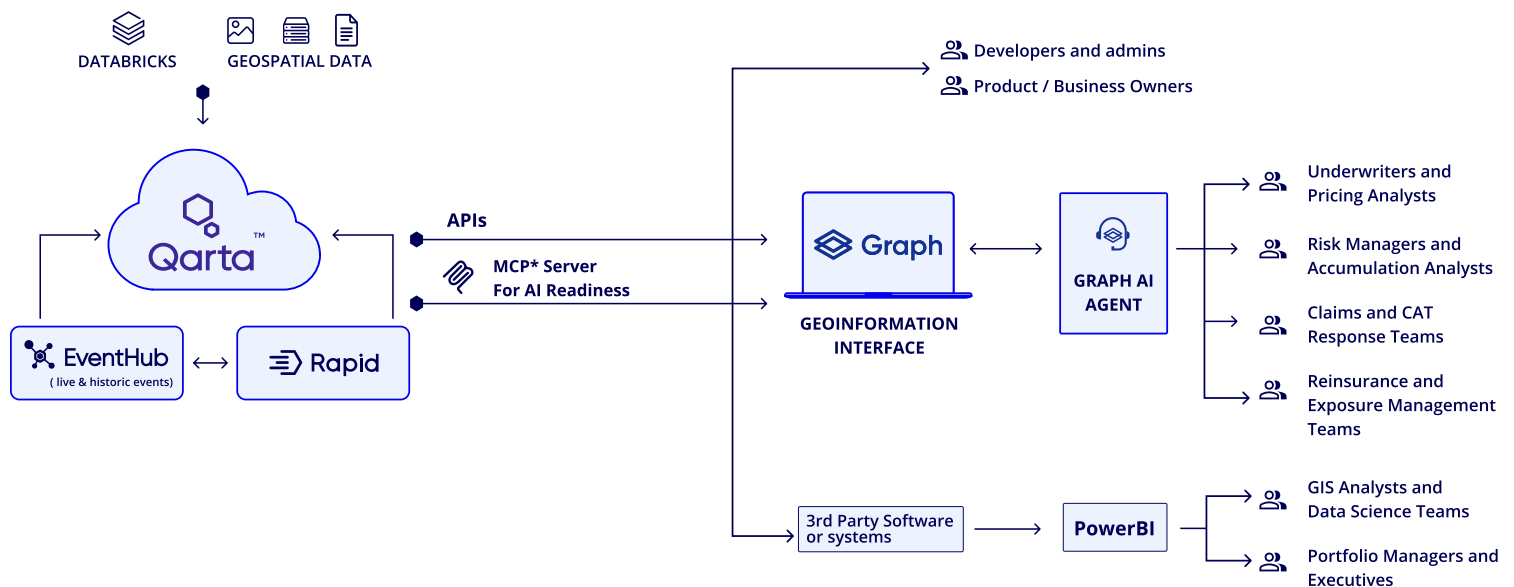 DATABRICKS
GEOSPATIAL DATA
Qarta™
EventHub
( live & historic events)
Rapid
APIs
MCP* Server
For AI Readiness
Developers and admins
Product / Business Owners
Graph
GEOINFORMATION
INTERFACE
GRAPH AI
AGENT
Underwriters and
Pricing Analysts
Risk Managers and
Accumulation Analysts
Claims and CAT
Response Teams
Reinsurance and
Exposure Management
Teams
3rd Party Software
or systems
PowerBI
GIS Analysts and
Data Science Teams
Portfolio Managers and
Executives